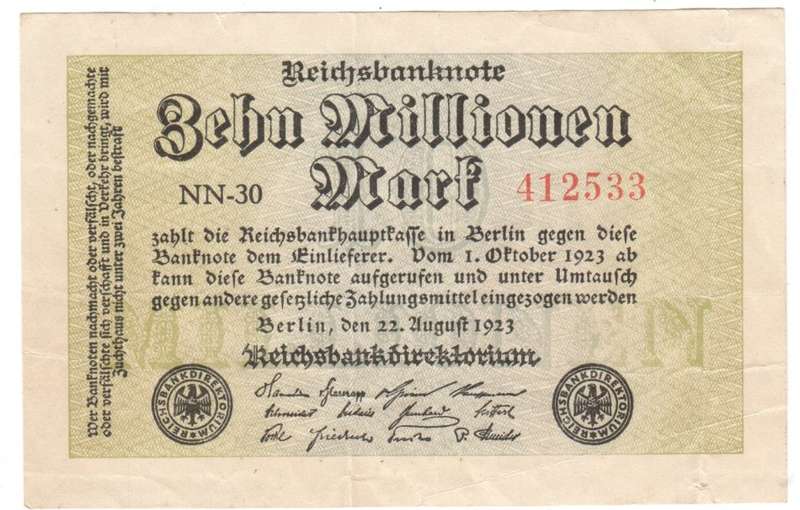 Reichsbanknote
Zehn Millionen
Mark
NN-30
412533
zahlt die Reichsbankhauptkasse in Berlin gegen diese
Banknote dem Einlieferer. Vom 1. Oktober 1923 ab
kann diese Banknote aufgerufen und unter Umtausch
gegen andere gesetzliche Zahlungsmittel eingezogen werden
Berlin, den 22. August 1923
Reichsbankdirektorium
REICHSBANKDIREKTORIUM
REICHSBANKDIREKTORIUM
Wer Banknoten nachmacht oder verfälscht, oder nachgemachte
oder verfälschte sich verschafft und in Verkehr bringt, wird mit
Zuchthaus nicht unter zwei Jahren bestraft